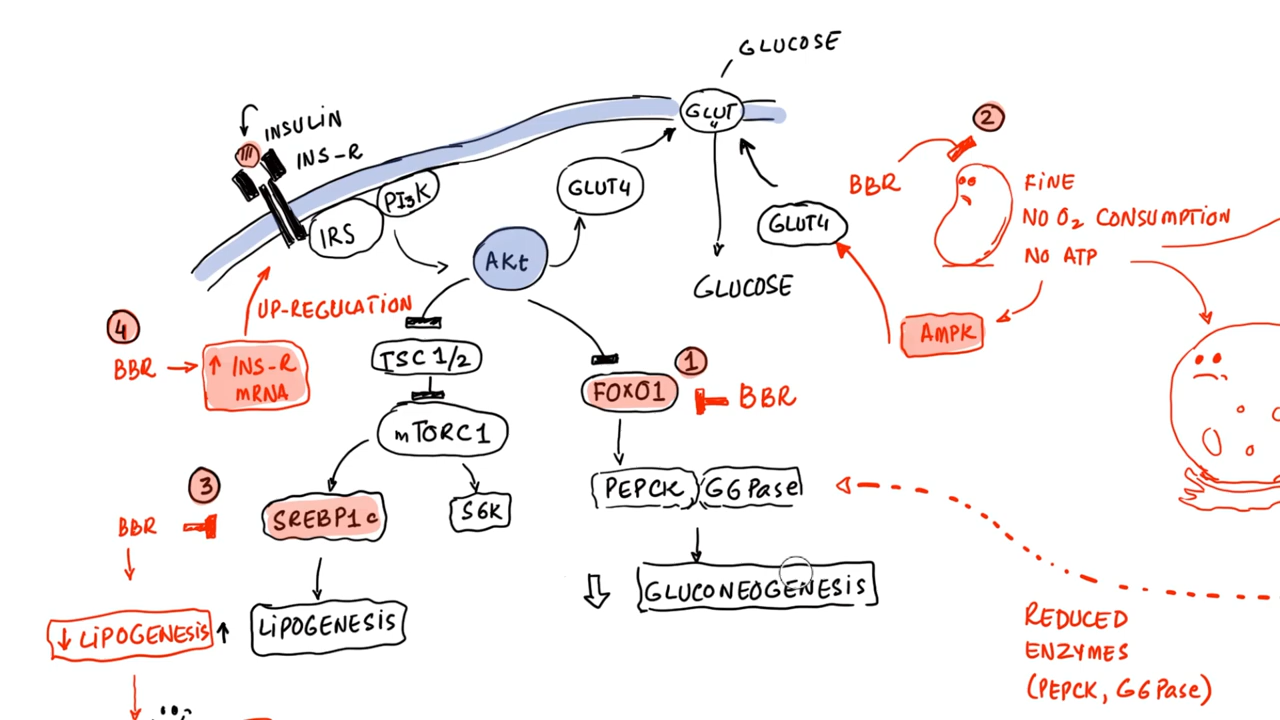 GLUCOSE
GLUT
4
INSULIN
INS-R
PI3K
IRS
GLUT4
AKt
GLUCOSE
GLUT4
2
BBR
FINE
NO O2 CONSUMPTION
NO ATP
AMPK
UP-REGULATION
4
BBR
↑ INS-R
mRNA
TSC 1/2
mTORC1
1
FOXO1
BBR
3
BBR
SREBP1c
S6K
PEPCK
G6Pase
⇩ GLUCONEOGENESIS
↓ LiPOGENESIS
↑ LiPOGENESIS
REDUCED
ENZYMES
(PEPCK, G6Pase)